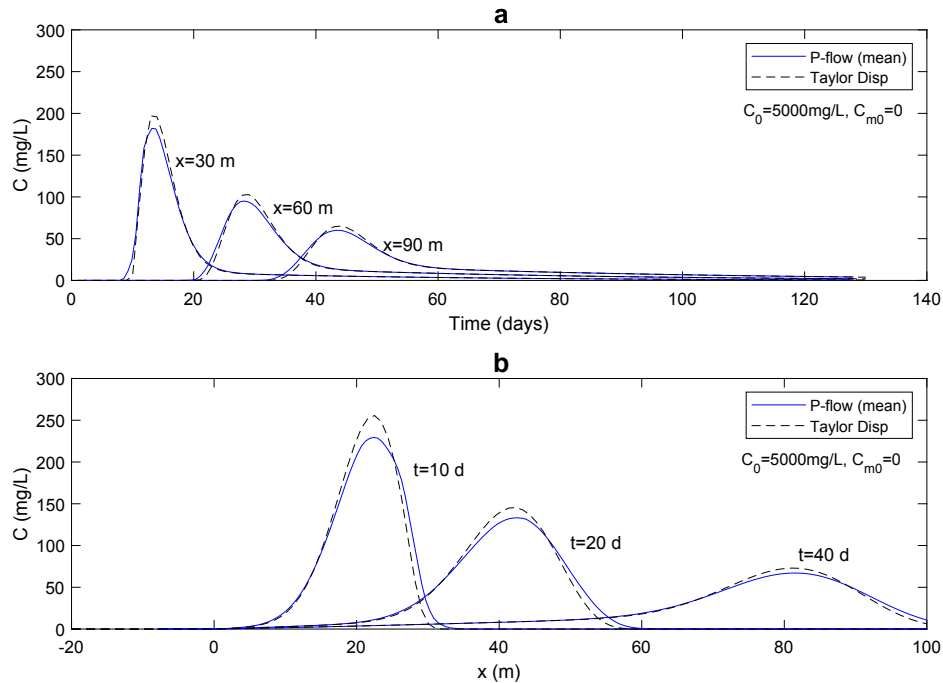 a
300
250
200
150
100
50
0
C (mg/L)
P-flow (mean)
Taylor Disp
C0=5000mg/L, Cm0=0
x=30 m
x=60 m
x=90 m
0 20 40 60 80 100 120 140
Time (days)
b
300
250
200
150
100
50
0
C (mg/L)
P-flow (mean)
Taylor Disp
C0=5000mg/L, Cm0=0
t=10 d
t=20 d
t=40 d
-20 0 20 40 60 80 100
x (m)